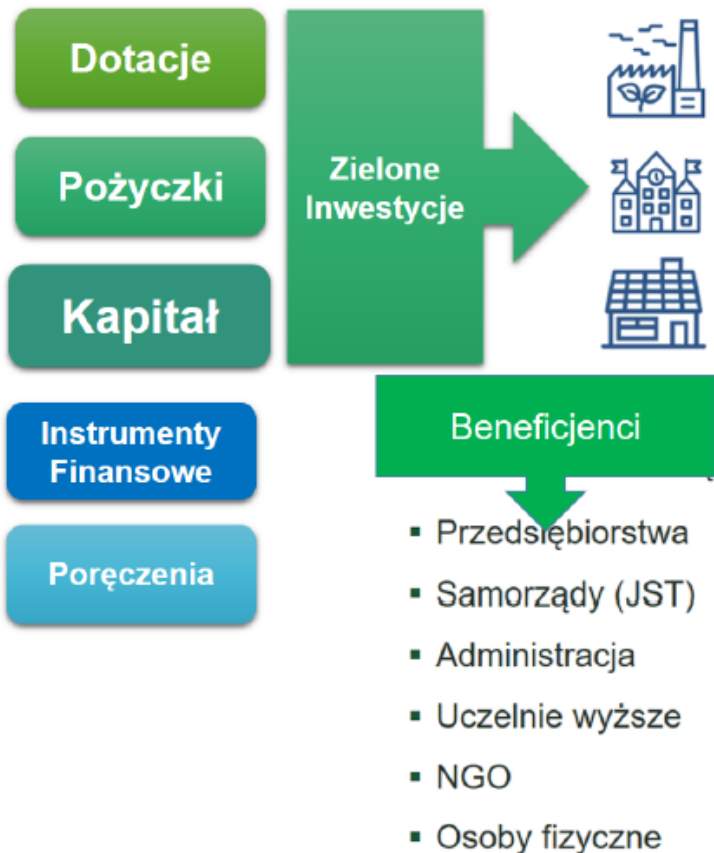 Dotacje
Pożyczki
Kapitał
Instrumenty
Finansowe
Poręczenia
Zielone
Inwestycje
Beneficjenci
▪ Przedsiębiorstwa
▪ Samorządy (JST)
▪ Administracja
▪ Uczelnie wyższe
▪ NGO
▪ Osoby fizyczne